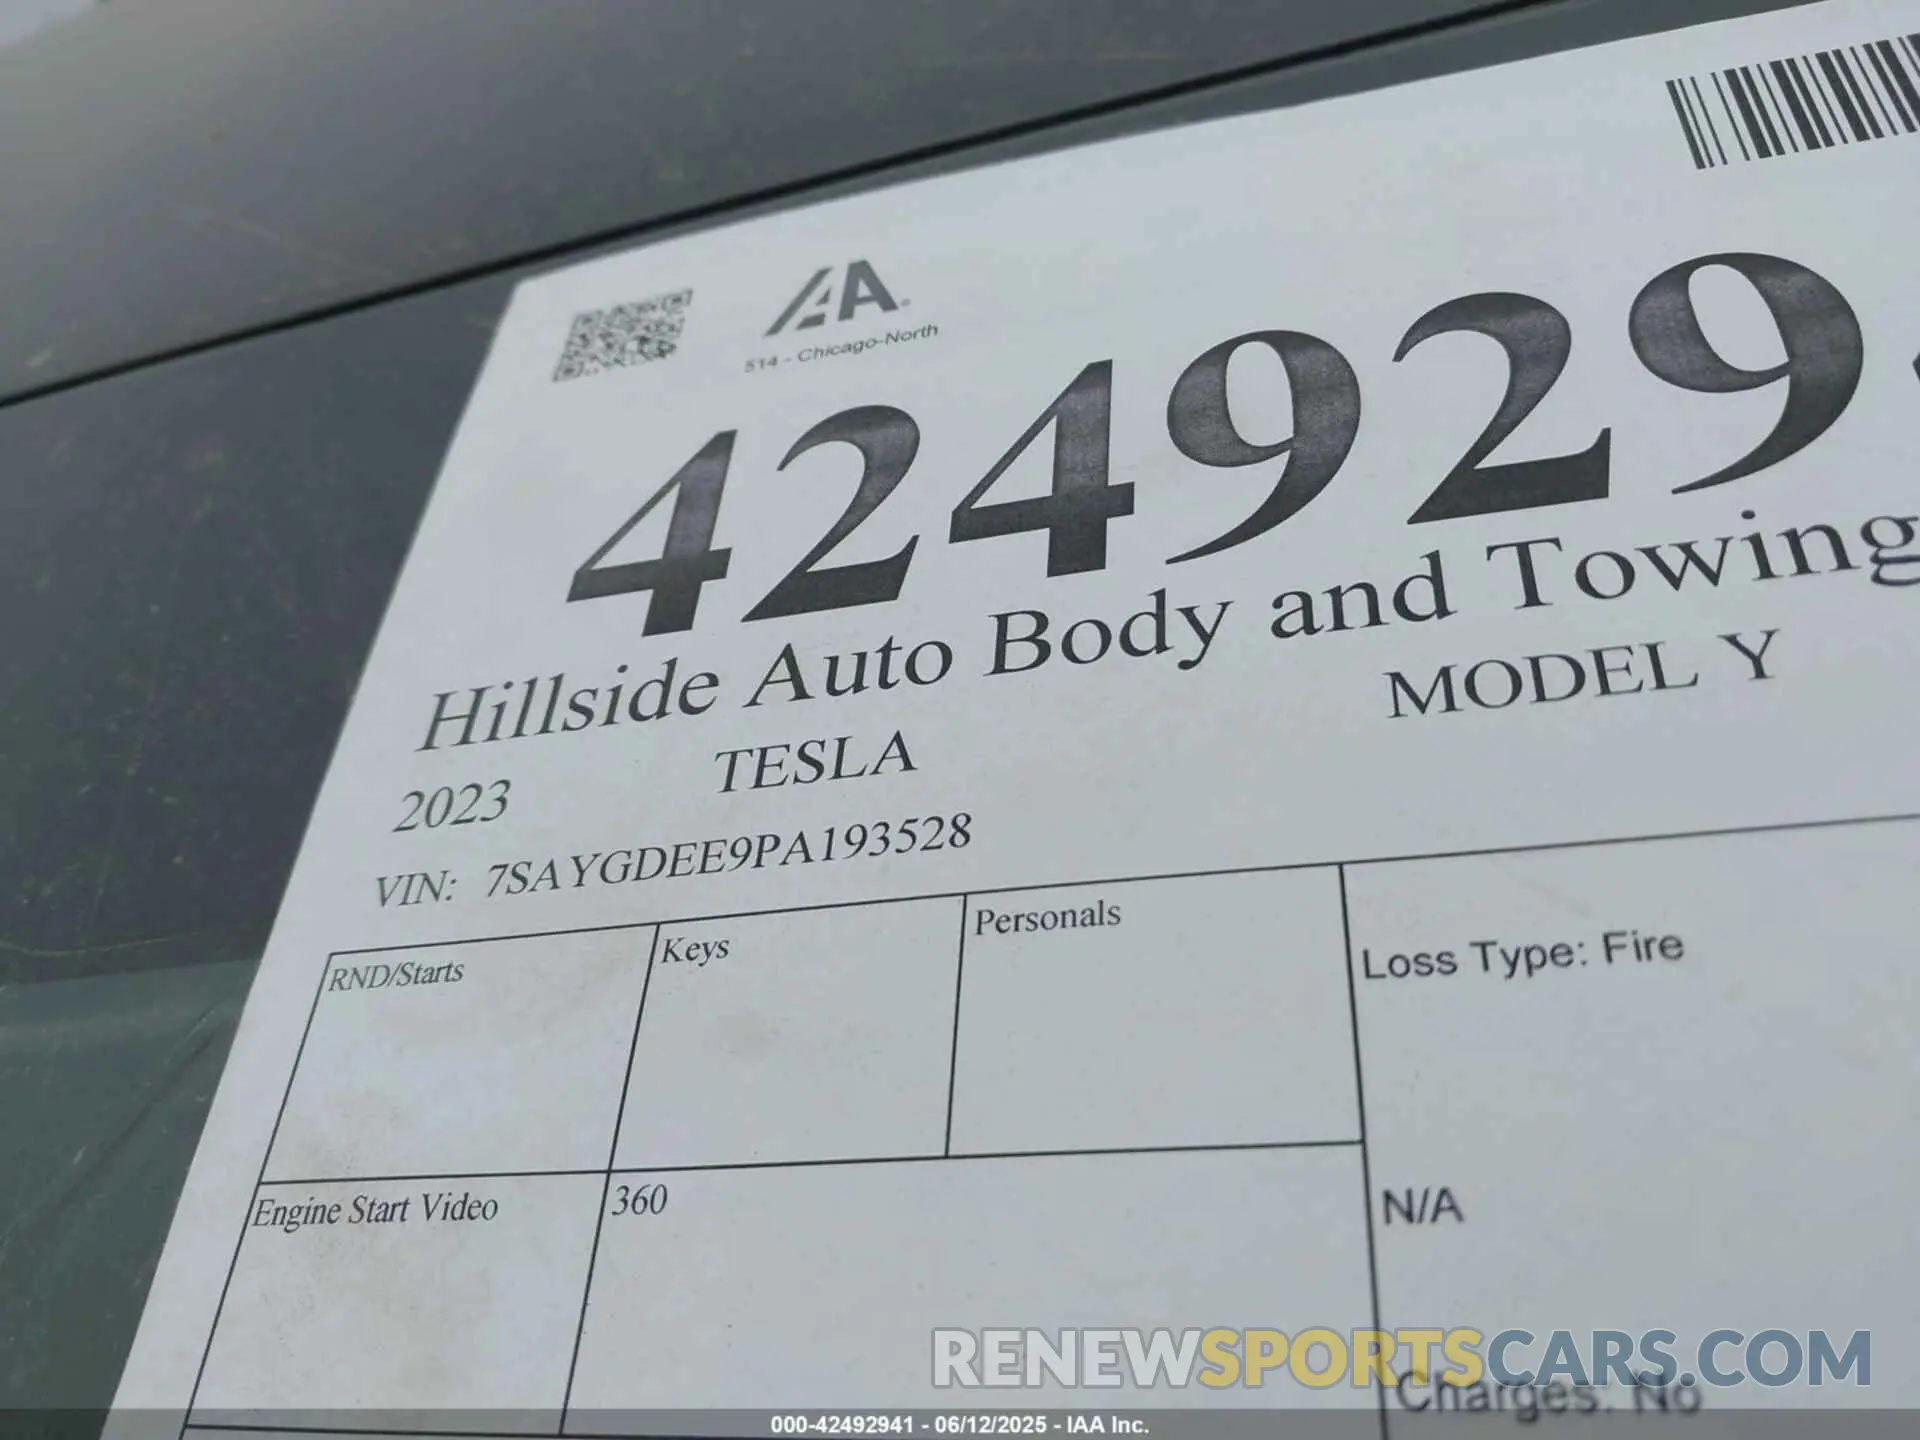 IAA
514 - Chicago-North
424929
Hillside Auto Body and Towing
2023 TESLA MODEL Y
VIN: 7SAYGDEE9PA193528
RND/Starts Keys Personals
Loss Type: Fire
Engine Start Video 360
N/A
RENEWSPORTSCARS.COM
Charges: No
000-42492941 - 06/12/2025 - IAA Inc.